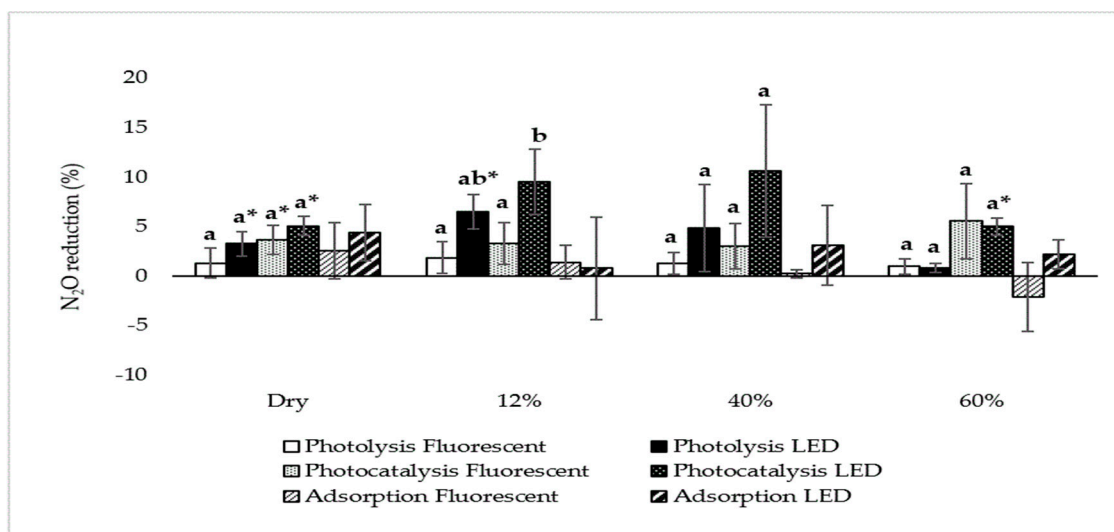 20
15
10
5
0
-5
-10
N₂O reduction (%)
a
a*
a*
a*
a
ab*
a
b
a
a
a
a
a
a
a
a*
Dry
12%
40%
60%
Photolysis Fluorescent
Photolysis LED
Photocatalysis Fluorescent
Photocatalysis LED
Adsorption Fluorescent
Adsorption LED